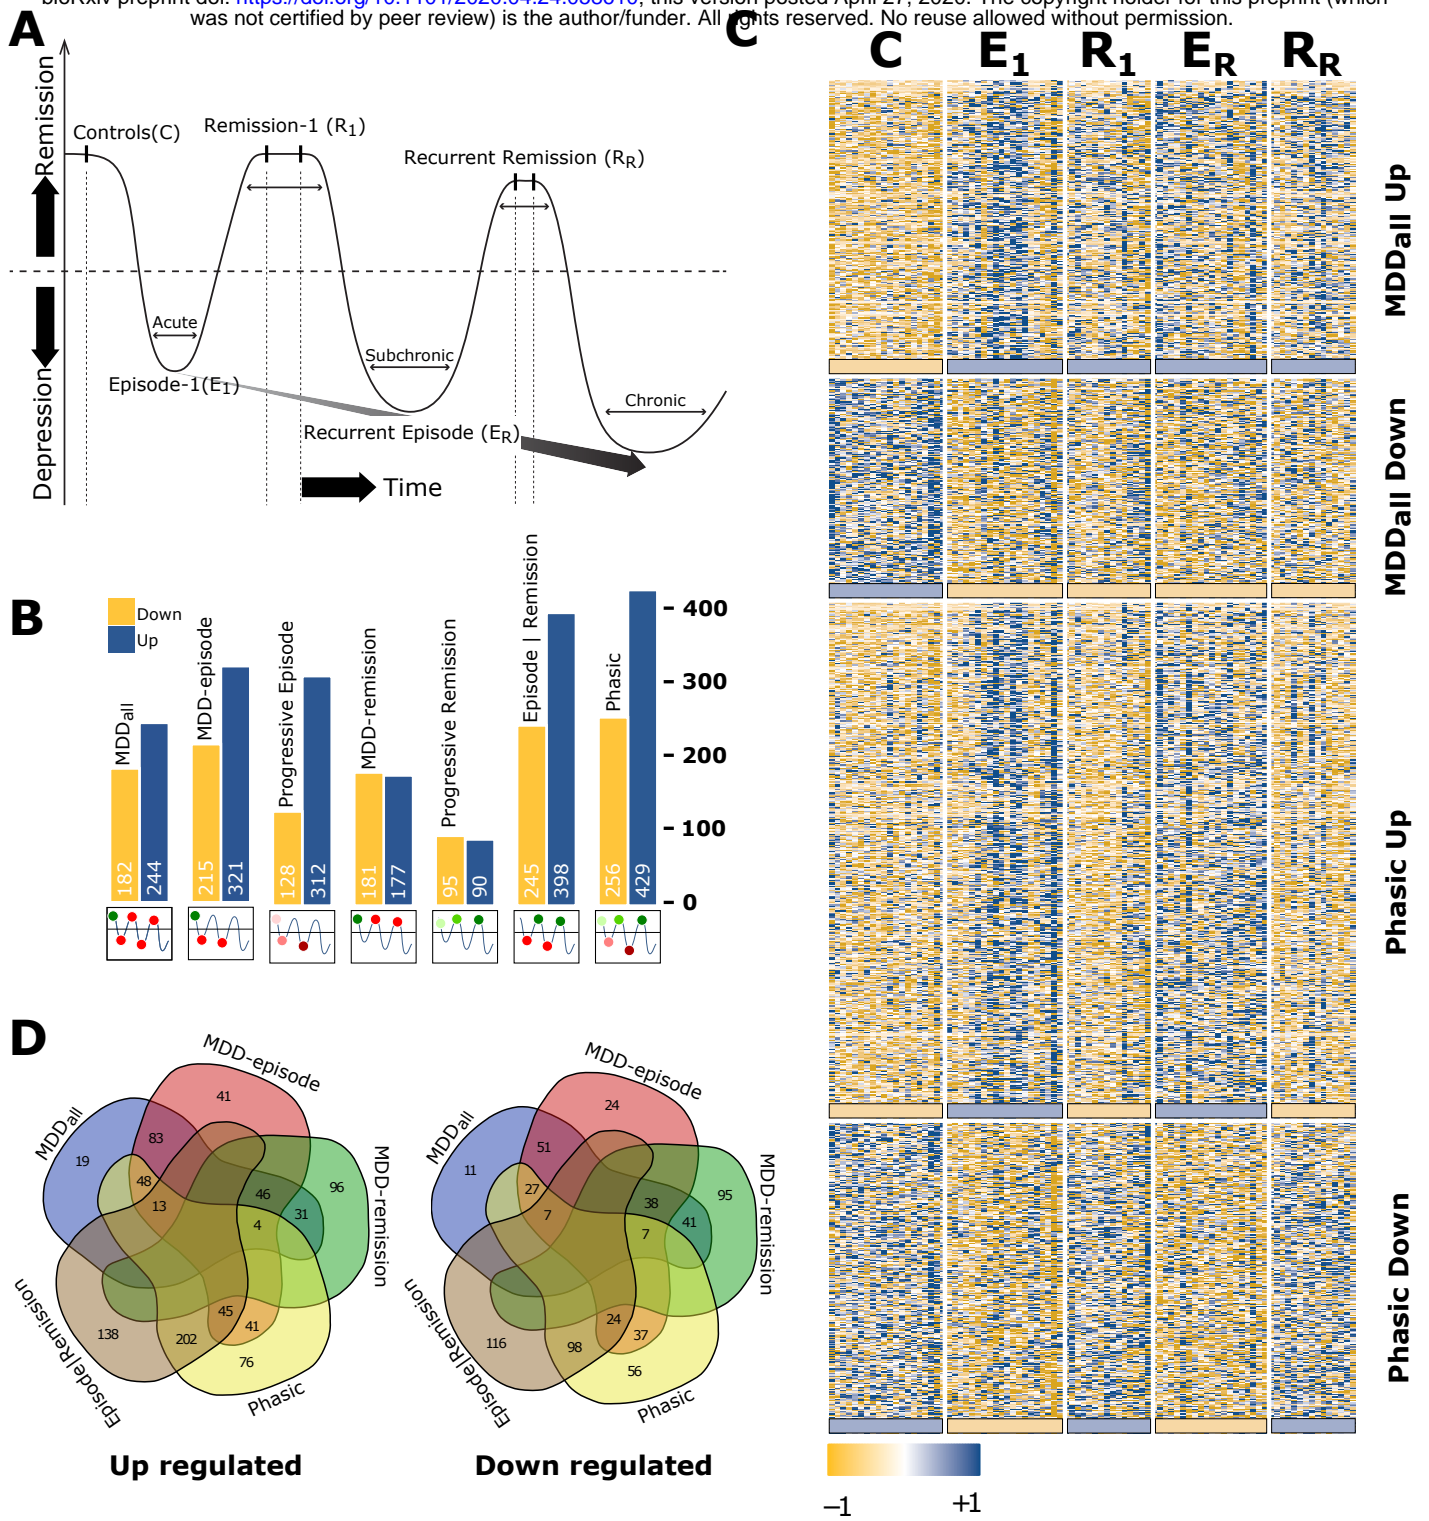 was not certified by peer review) is the author/funder. All rights reserved. No reuse allowed without permission.
A
Remission
Depression
Controls(C)
Remission-1 (R1)
Recurrent Remission (RR)
Acute
Subchronic
Chronic
Episode-1(E1)
Recurrent Episode (ER)
Time
B
Down
Up
MDDall
MDD-episode
Progressive Episode
MDD-remission
Progressive Remission
Episode | Remission
Phasic
182
244
215
321
128
312
181
177
95
90
245
398
256
429
400
300
200
100
0
C
C
E1
R1
ER
RR
MDDall Up
MDDall Down
Phasic Up
Phasic Down
−1
+1
D
MDDall
MDD-episode
MDD-remission
Episode|Remission
Phasic
41
83
19
48
13
46
96
31
4
45
41
202
138
76
Up regulated
MDDall
MDD-episode
MDD-remission
Episode|Remission
Phasic
24
51
11
27
7
38
95
41
7
24
37
98
116
56
Down regulated